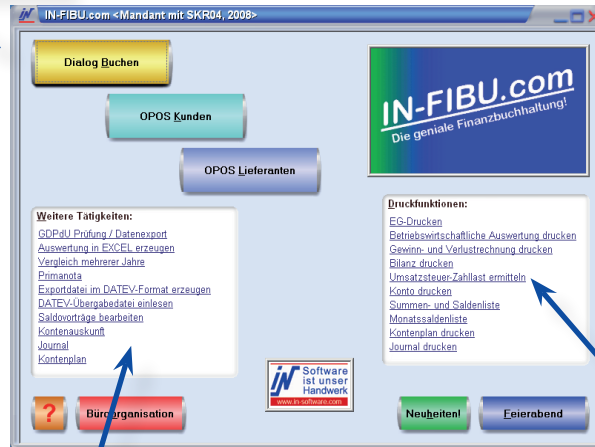 IN-FIBU.com <Mandant mit SKR04, 2008>
Dialog Buchen
OPOS Kunden
OPOS Lieferanten
IN-FIBU.com
Die geniale Finanzbuchhaltung!
Weitere Tätigkeiten:
GDPdU Prüfung / Datenexport
Auswertung in EXCEL erzeugen
Vergleich mehrerer Jahre
Primanota
Exportdatei im DATEV-Format erzeugen
DATEV-Übergabedatei einlesen
Saldovorträge bearbeiten
Kontenauskunft
Journal
Kontenplan
Druckfunktionen:
EG-Drucken
Betriebswirtschaftliche Auswertung drucken
Gewinn- und Verlustrechnung drucken
Bilanz drucken
Umsatzsteuer-Zahllast ermitteln
Konto drucken
Summen- und Saldenliste
Monatssaldenliste
Kontenplan drucken
Journal drucken
IN Software
ist unser
Handwerk
www.in-software.com
?
Büroorganisation
Neuheiten!
Feierabend